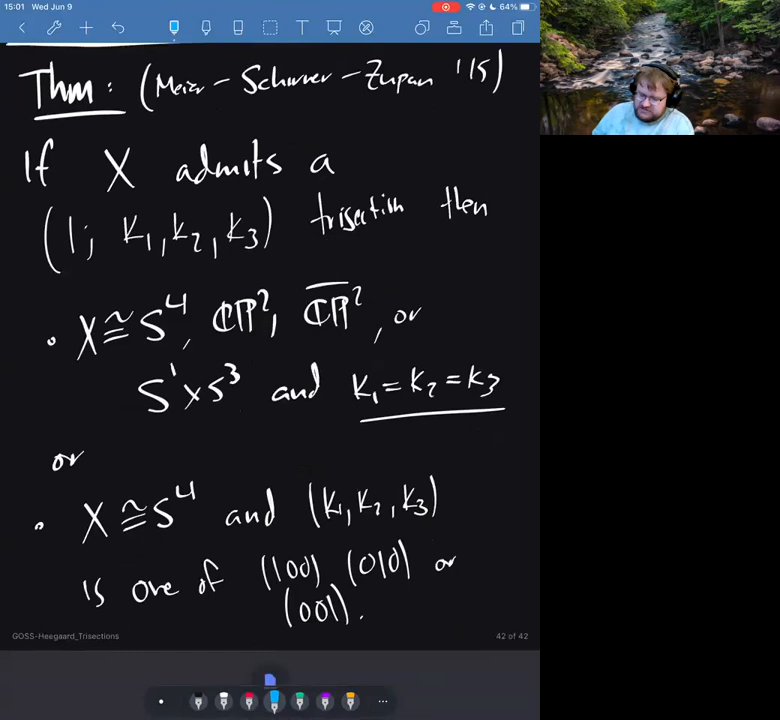 15:01 Wed Jun 9
64%
Thm: (Meier - Schirmer - Zupan '15)
If X admits a
(1; k₁, k₂, k₃) trisection then
• X ≅ S⁴, ℂℙ², \overline{ℂℙ}², or
S¹ × S³ and k₁ = k₂ = k₃
or
• X ≅ S⁴ and (k₁, k₂, k₃)
is one of (100) (010) or
(001).
GOSS-Heegaard_Trisections
42 of 42